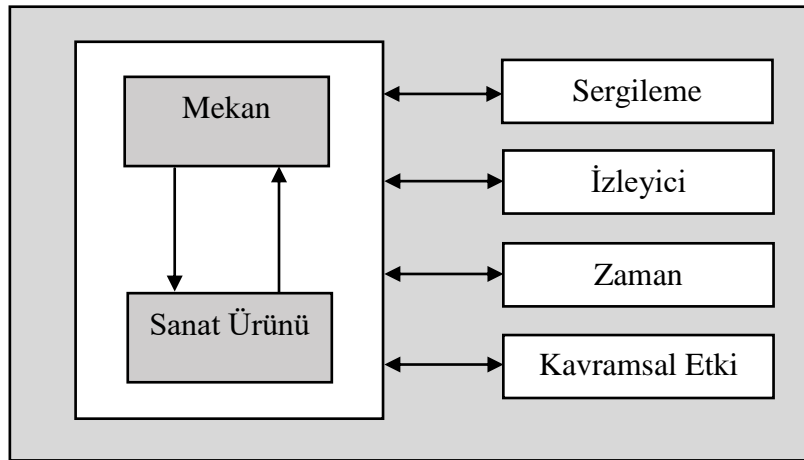 Mekan
Sanat Ürünü
Sergileme
İzleyici
Zaman
Kavramsal Etki